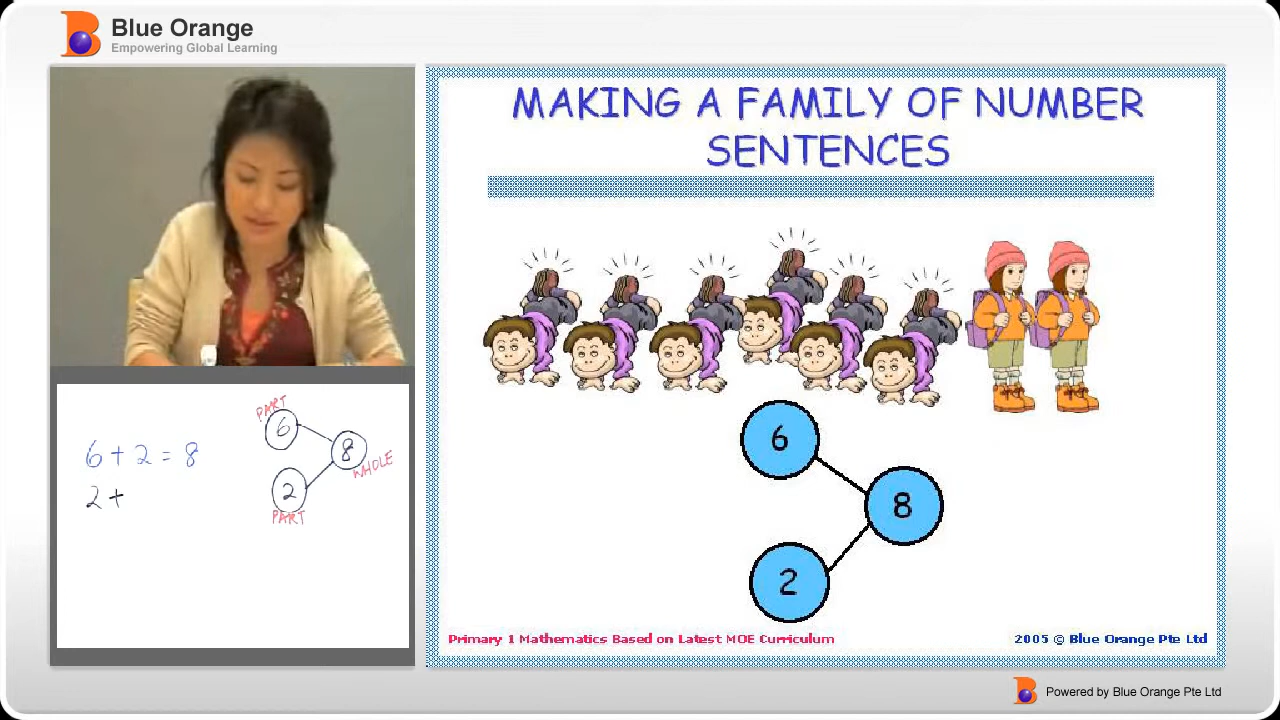 Blue Orange
Empowering Global Learning
MAKING A FAMILY OF NUMBER
SENTENCES
PART
6
6 + 2 = 8
8
WHOLE
2 +
2
PART
6
8
2
Primary 1 Mathematics Based on Latest MOE Curriculum
2005 © Blue Orange Pte Ltd
Powered by Blue Orange Pte Ltd